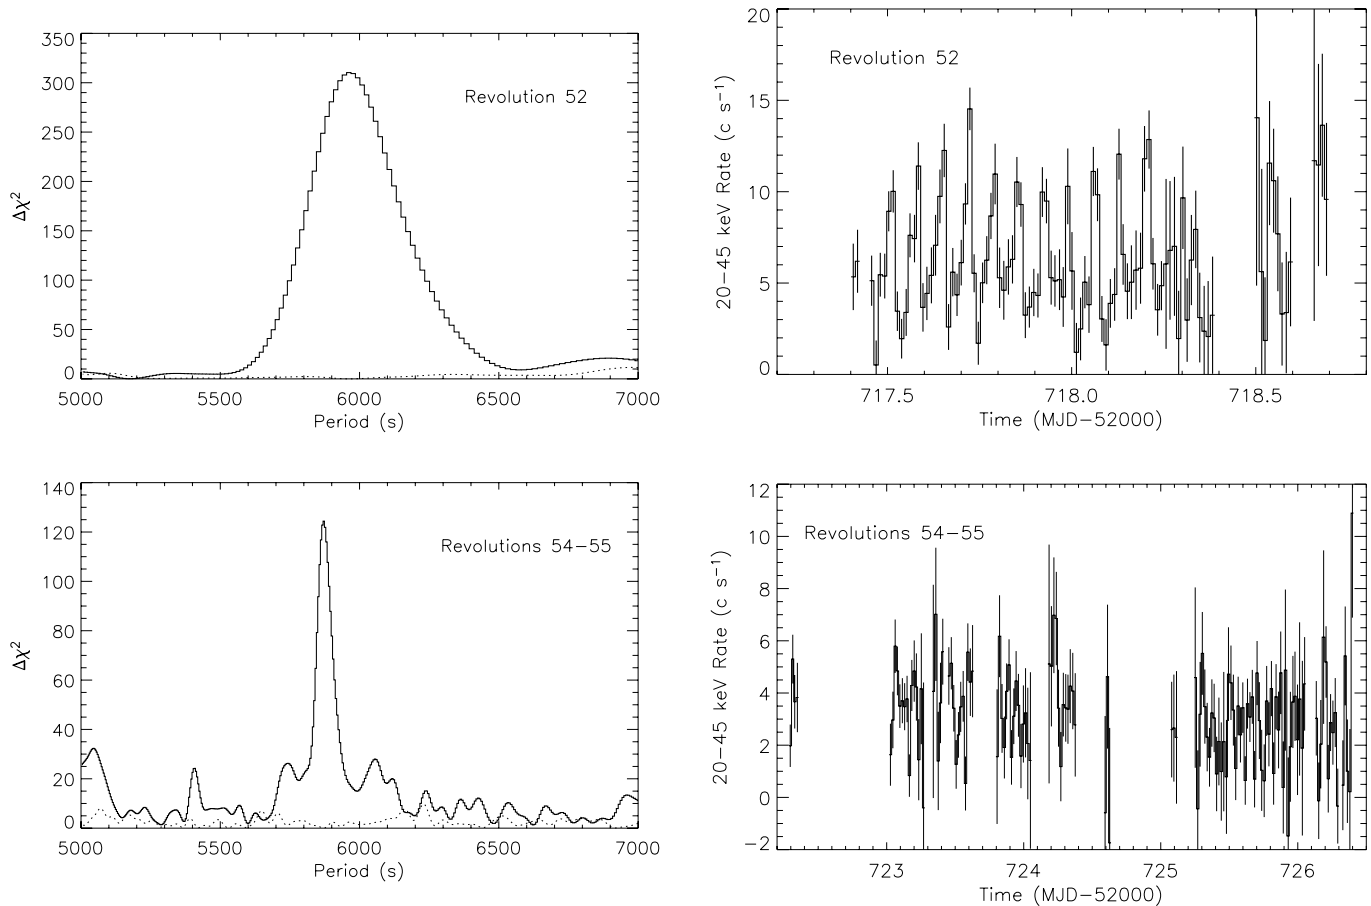 350
300
250
200
150
100
50
0
Δχ²
Revolution 52
5000 5500 6000 6500 7000
Period (s)
20
15
10
5
0
20−45 keV Rate (c s⁻¹)
Revolution 52
717.5 718.0 718.5
Time (MJD−52000)
140
120
100
80
60
40
20
0
Δχ²
Revolutions 54−55
5000 5500 6000 6500 7000
Period (s)
12
10
8
6
4
2
0
−2
20−45 keV Rate (c s⁻¹)
Revolutions 54−55
723 724 725 726
Time (MJD−52000)